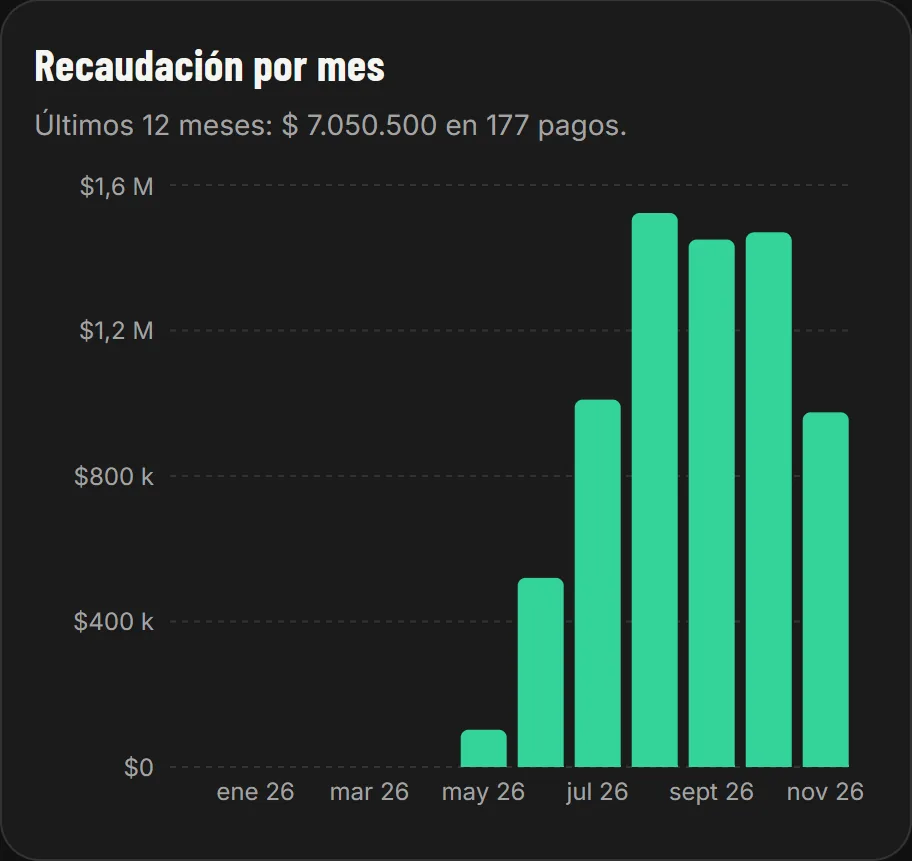 Recaudación por mes
Últimos 12 meses: $ 7.050.500 en 177 pagos.
$1,6 M
$1,2 M
$800 k
$400 k
$0
ene 26 mar 26 may 26 jul 26 sept 26 nov 26